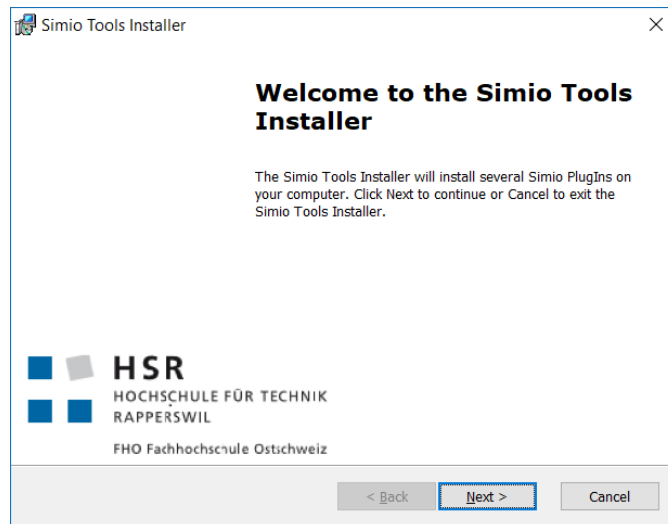 Simio Tools Installer
Welcome to the Simio Tools
Installer
The Simio Tools Installer will install several Simio PlugIns on
your computer. Click Next to continue or Cancel to exit the
Simio Tools Installer.
HSR
HOCHSCHULE FÜR TECHNIK
RAPPERSWIL
FHO Fachhochschule Ostschweiz
< Back
Next >
Cancel